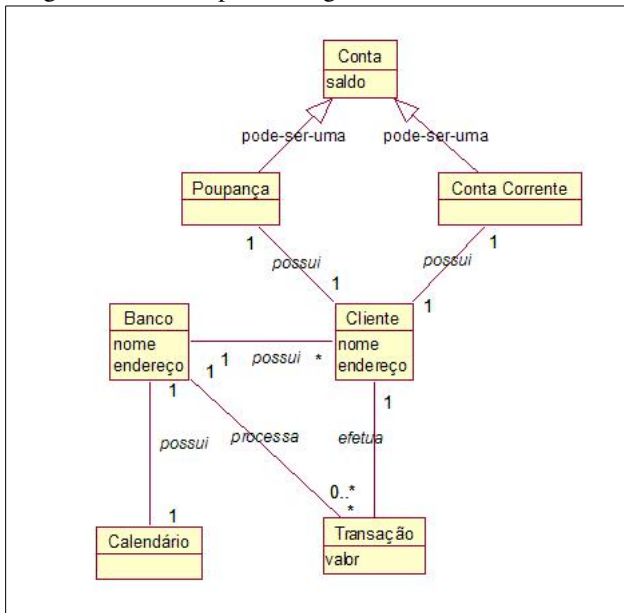 Conta
saldo
pode-ser-uma
pode-ser-uma
Poupança
Conta Corrente
1
1
possui
possui
1
1
Banco
nome
endereço
Cliente
nome
endereço
1
possui
*
1
1
1
possui
processa
efetua
0..*
*
1
Calendário
Transação
valor